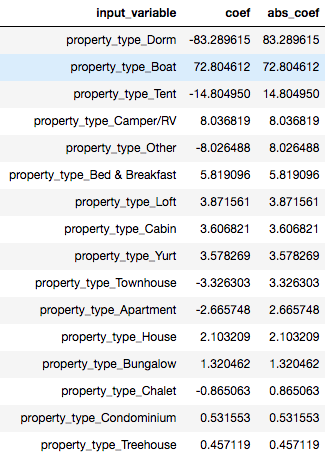 input_variable coef abs_coef
property_type_Dorm -83.289615 83.289615
property_type_Boat 72.804612 72.804612
property_type_Tent -14.804950 14.804950
property_type_Camper/RV 8.036819 8.036819
property_type_Other -8.026488 8.026488
property_type_Bed & Breakfast 5.819096 5.819096
property_type_Loft 3.871561 3.871561
property_type_Cabin 3.606821 3.606821
property_type_Yurt 3.578269 3.578269
property_type_Townhouse -3.326303 3.326303
property_type_Apartment -2.665748 2.665748
property_type_House 2.103209 2.103209
property_type_Bungalow 1.320462 1.320462
property_type_Chalet -0.865063 0.865063
property_type_Condominium 0.531553 0.531553
property_type_Treehouse 0.457119 0.457119